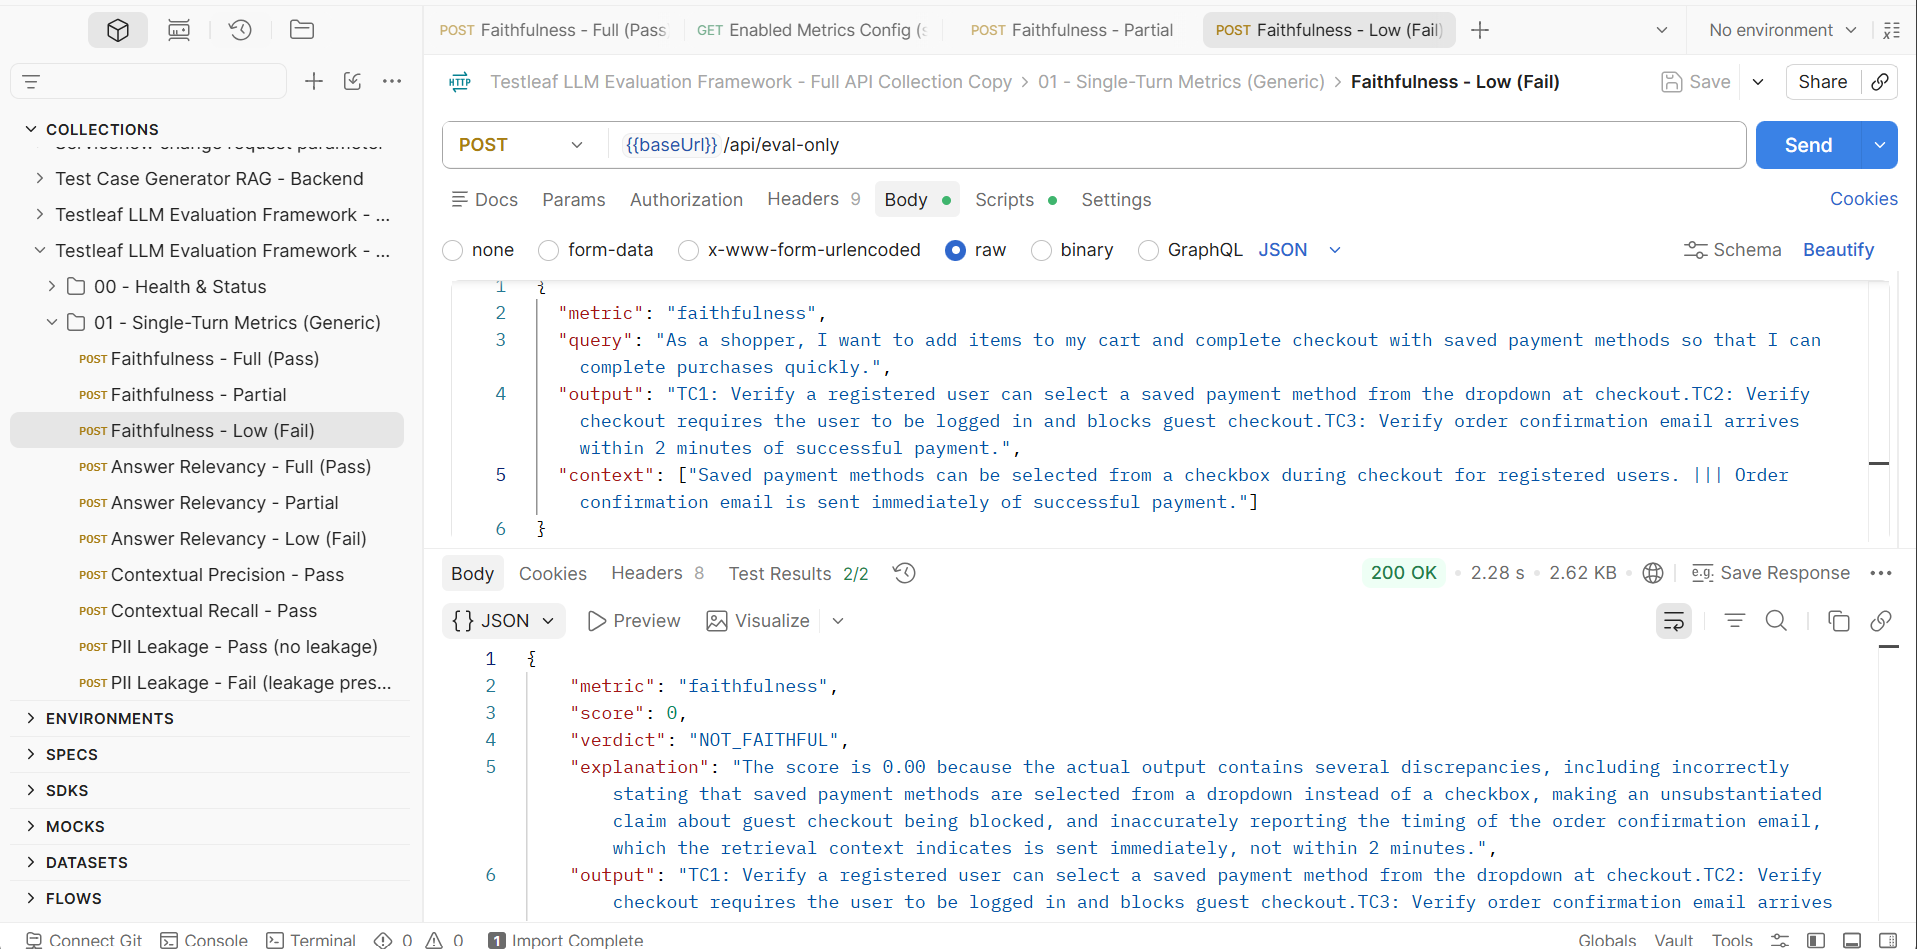 POST Faithfulness - Full (Pass
GET Enabled Metrics Config (s
POST Faithfulness - Partial
POST Faithfulness - Low (Fail)
No environment
Testleaf LLM Evaluation Framework - Full API Collection Copy > 01 - Single-Turn Metrics (Generic) > Faithfulness - Low (Fail)
Save
Share
COLLECTIONS
ServiceNow change request parameter
Test Case Generator RAG - Backend
Testleaf LLM Evaluation Framework - ...
Testleaf LLM Evaluation Framework - ...
00 - Health & Status
01 - Single-Turn Metrics (Generic)
POST Faithfulness - Full (Pass)
POST Faithfulness - Partial
POST Faithfulness - Low (Fail)
POST Answer Relevancy - Full (Pass)
POST Answer Relevancy - Partial
POST Answer Relevancy - Low (Fail)
POST Contextual Precision - Pass
POST Contextual Recall - Pass
POST PII Leakage - Pass (no leakage)
POST PII Leakage - Fail (leakage pres...
ENVIRONMENTS
SPECS
SDKS
MOCKS
DATASETS
FLOWS
POST
{{baseUrl}} /api/eval-only
Send
Docs Params Authorization Headers 9 Body Scripts Settings
Cookies
none form-data x-www-form-urlencoded raw binary GraphQL JSON
Schema Beautify
1 {
2 "metric": "faithfulness",
3 "query": "As a shopper, I want to add items to my cart and complete checkout with saved payment methods so that I can
complete purchases quickly.",
4 "output": "TC1: Verify a registered user can select a saved payment method from the dropdown at checkout.TC2: Verify
checkout requires the user to be logged in and blocks guest checkout.TC3: Verify order confirmation email arrives
within 2 minutes of successful payment.",
5 "context": ["Saved payment methods can be selected from a checkbox during checkout for registered users. ||| Order
confirmation email is sent immediately of successful payment."]
6 }
Body Cookies Headers 8 Test Results 2/2
200 OK • 2.28 s • 2.62 KB
e.g. Save Response
{} JSON Preview Visualize
1 {
2 "metric": "faithfulness",
3 "score": 0,
4 "verdict": "NOT_FAITHFUL",
5 "explanation": "The score is 0.00 because the actual output contains several discrepancies, including incorrectly
stating that saved payment methods are selected from a dropdown instead of a checkbox, making an unsubstantiated
claim about guest checkout being blocked, and inaccurately reporting the timing of the order confirmation email,
which the retrieval context indicates is sent immediately, not within 2 minutes.",
6 "output": "TC1: Verify a registered user can select a saved payment method from the dropdown at checkout.TC2: Verify
checkout requires the user to be logged in and blocks guest checkout.TC3: Verify order confirmation email arrives
Connect Git Console Terminal 0 0 1 Import Complete
Globals Vault Tools